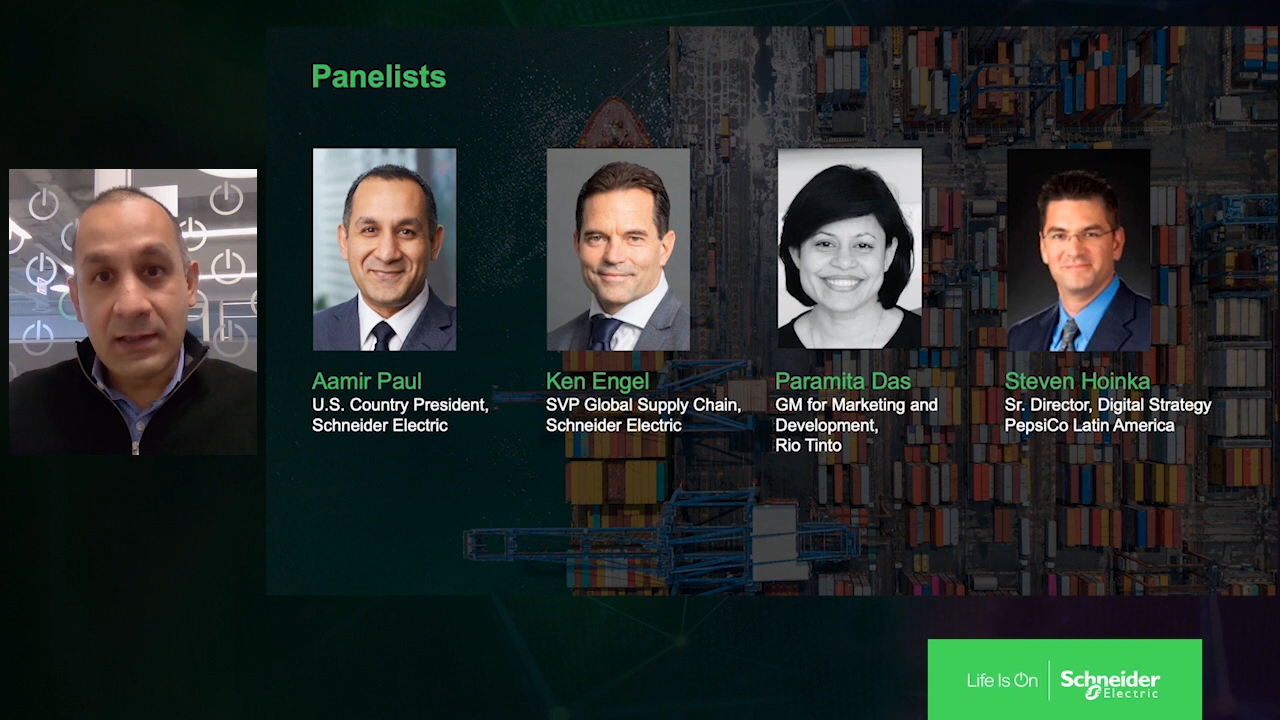 Panelists
Aamir Paul
U.S. Country President,
Schneider Electric
Ken Engel
SVP Global Supply Chain,
Schneider Electric
Paramita Das
GM for Marketing and
Development,
Rio Tinto
Steven Hoinka
Sr. Director, Digital Strategy
PepsiCo Latin America
Life Is On
Schneider
Electric